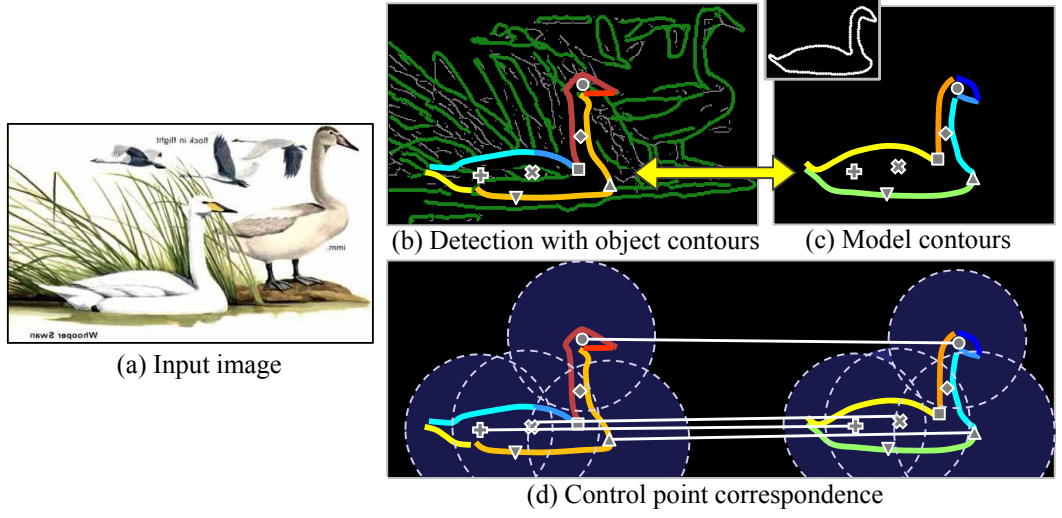 flock in flight
imm.
Whooper Swan
(a) Input image
(b) Detection with object contours
(c) Model contours
(d) Control point correspondence